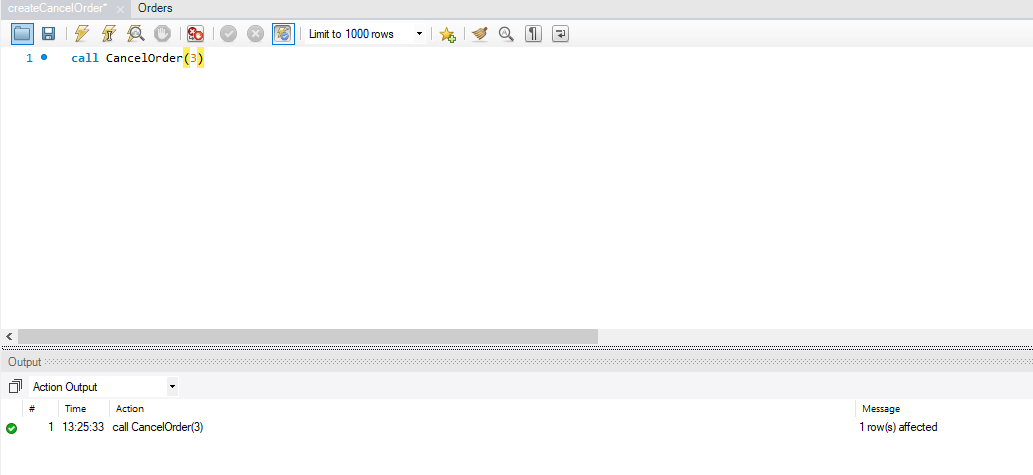 createCancelOrder* × Orders
Limit to 1000 rows
1 call CancelOrder(3)
Output
Action Output
# Time Action Message
1 13:25:33 call CancelOrder(3) 1 row(s) affected